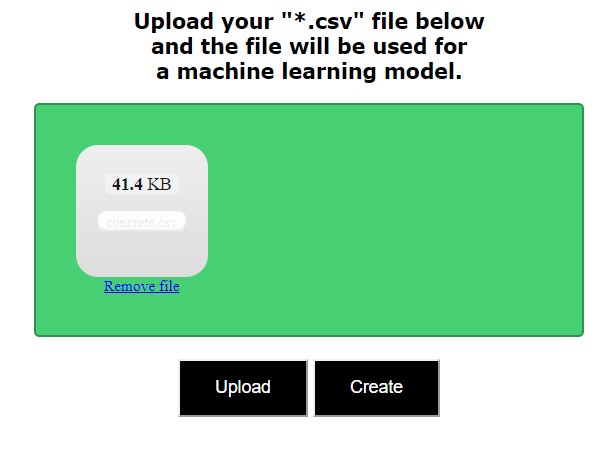 Upload your "*.csv" file below
and the file will be used for
a machine learning model.
41.4 KB
concrete.csv
Remove file
Upload Create